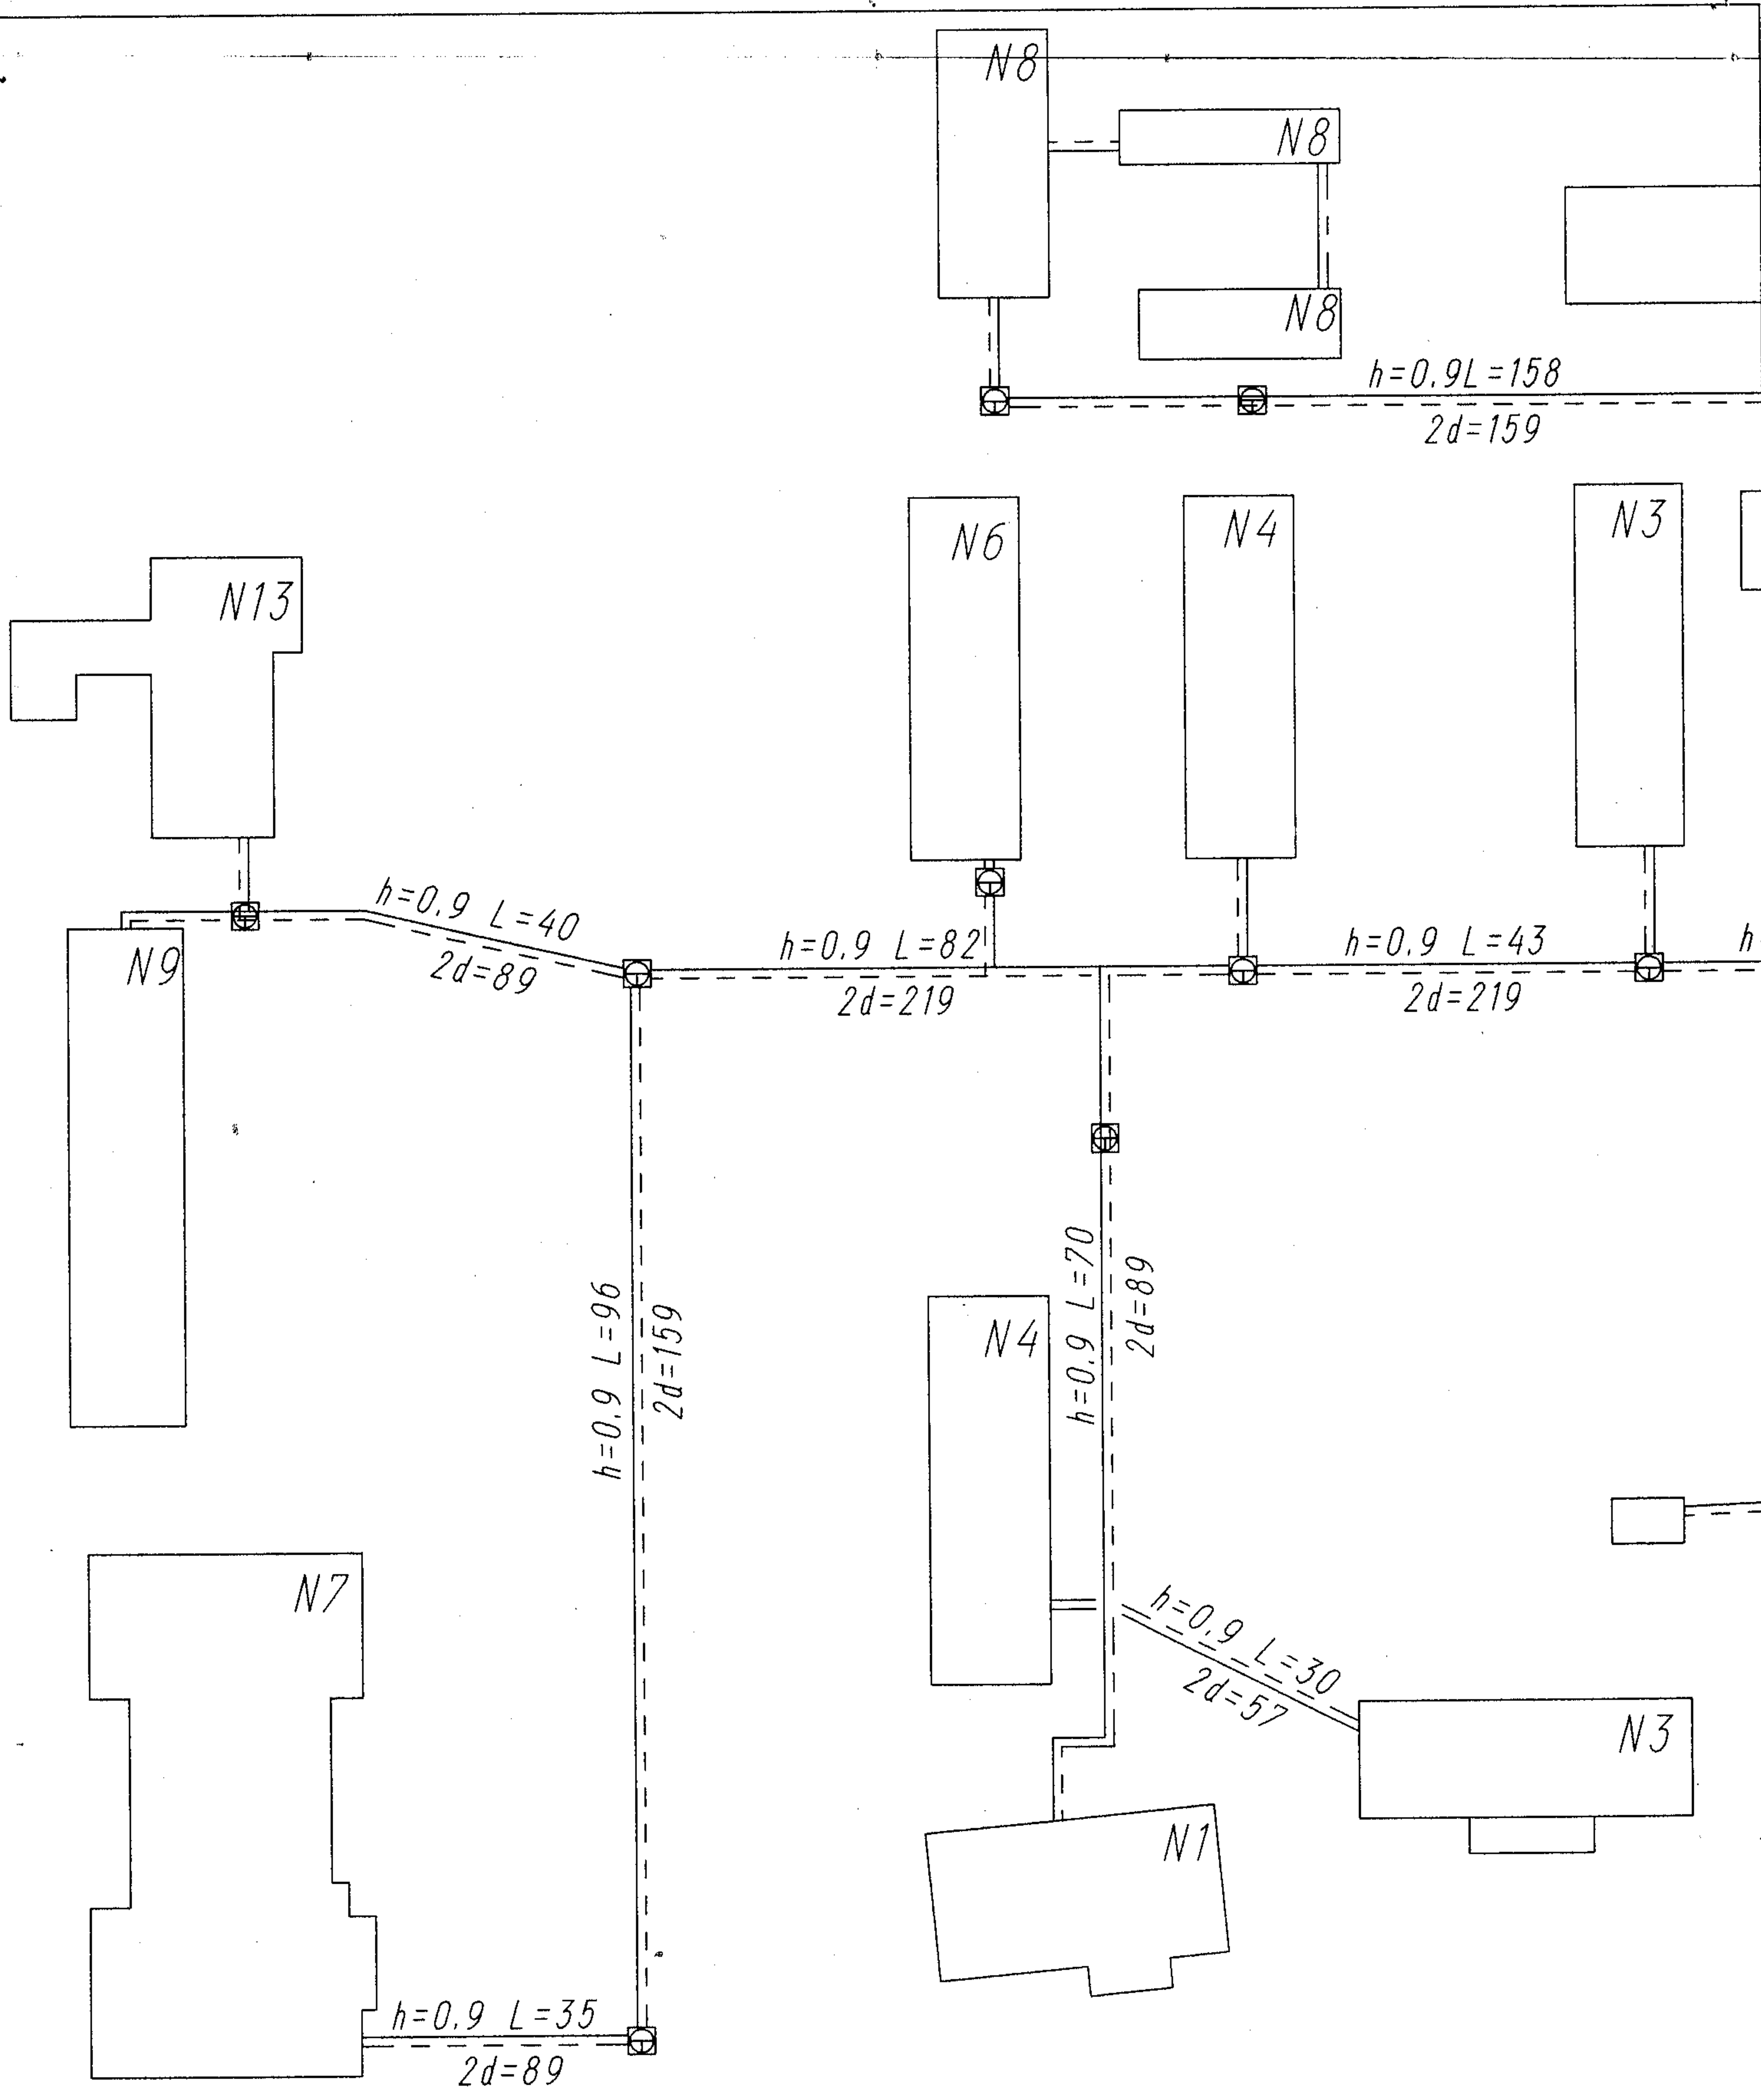 N8
N8
N8
h=0.9L=158
2d=159
N6
N4
N3
N13
h=0.9 L=40
2d=89
N9
h=0.9 L=82
2d=219
h=0.9 L=43
2d=219
h
h=0.9 L=96
2d=159
h=0.9 L=70
2d=89
N4
N7
h=0.9 L=30
2d=57
N3
N1
h=0.9 L=35
2d=89